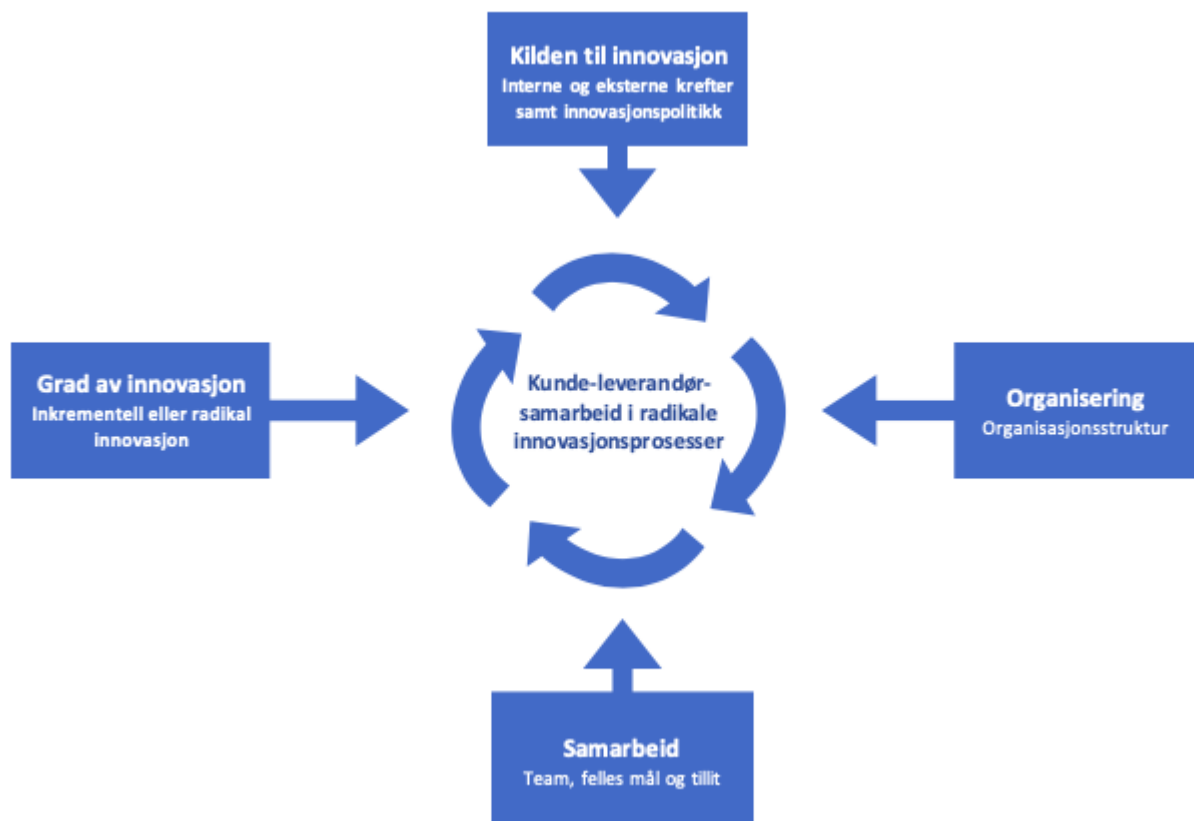 Kilden til innovasjon
Interne og eksterne krefter
samt innovasjonspolitikk
Grad av innovasjon
Inkrementell eller radikal
innovasjon
Kunde-leverandør-
samarbeid i radikale
innovasjonsprosesser
Organisering
Organisasjonsstruktur
Samarbeid
Team, felles mål og tillit